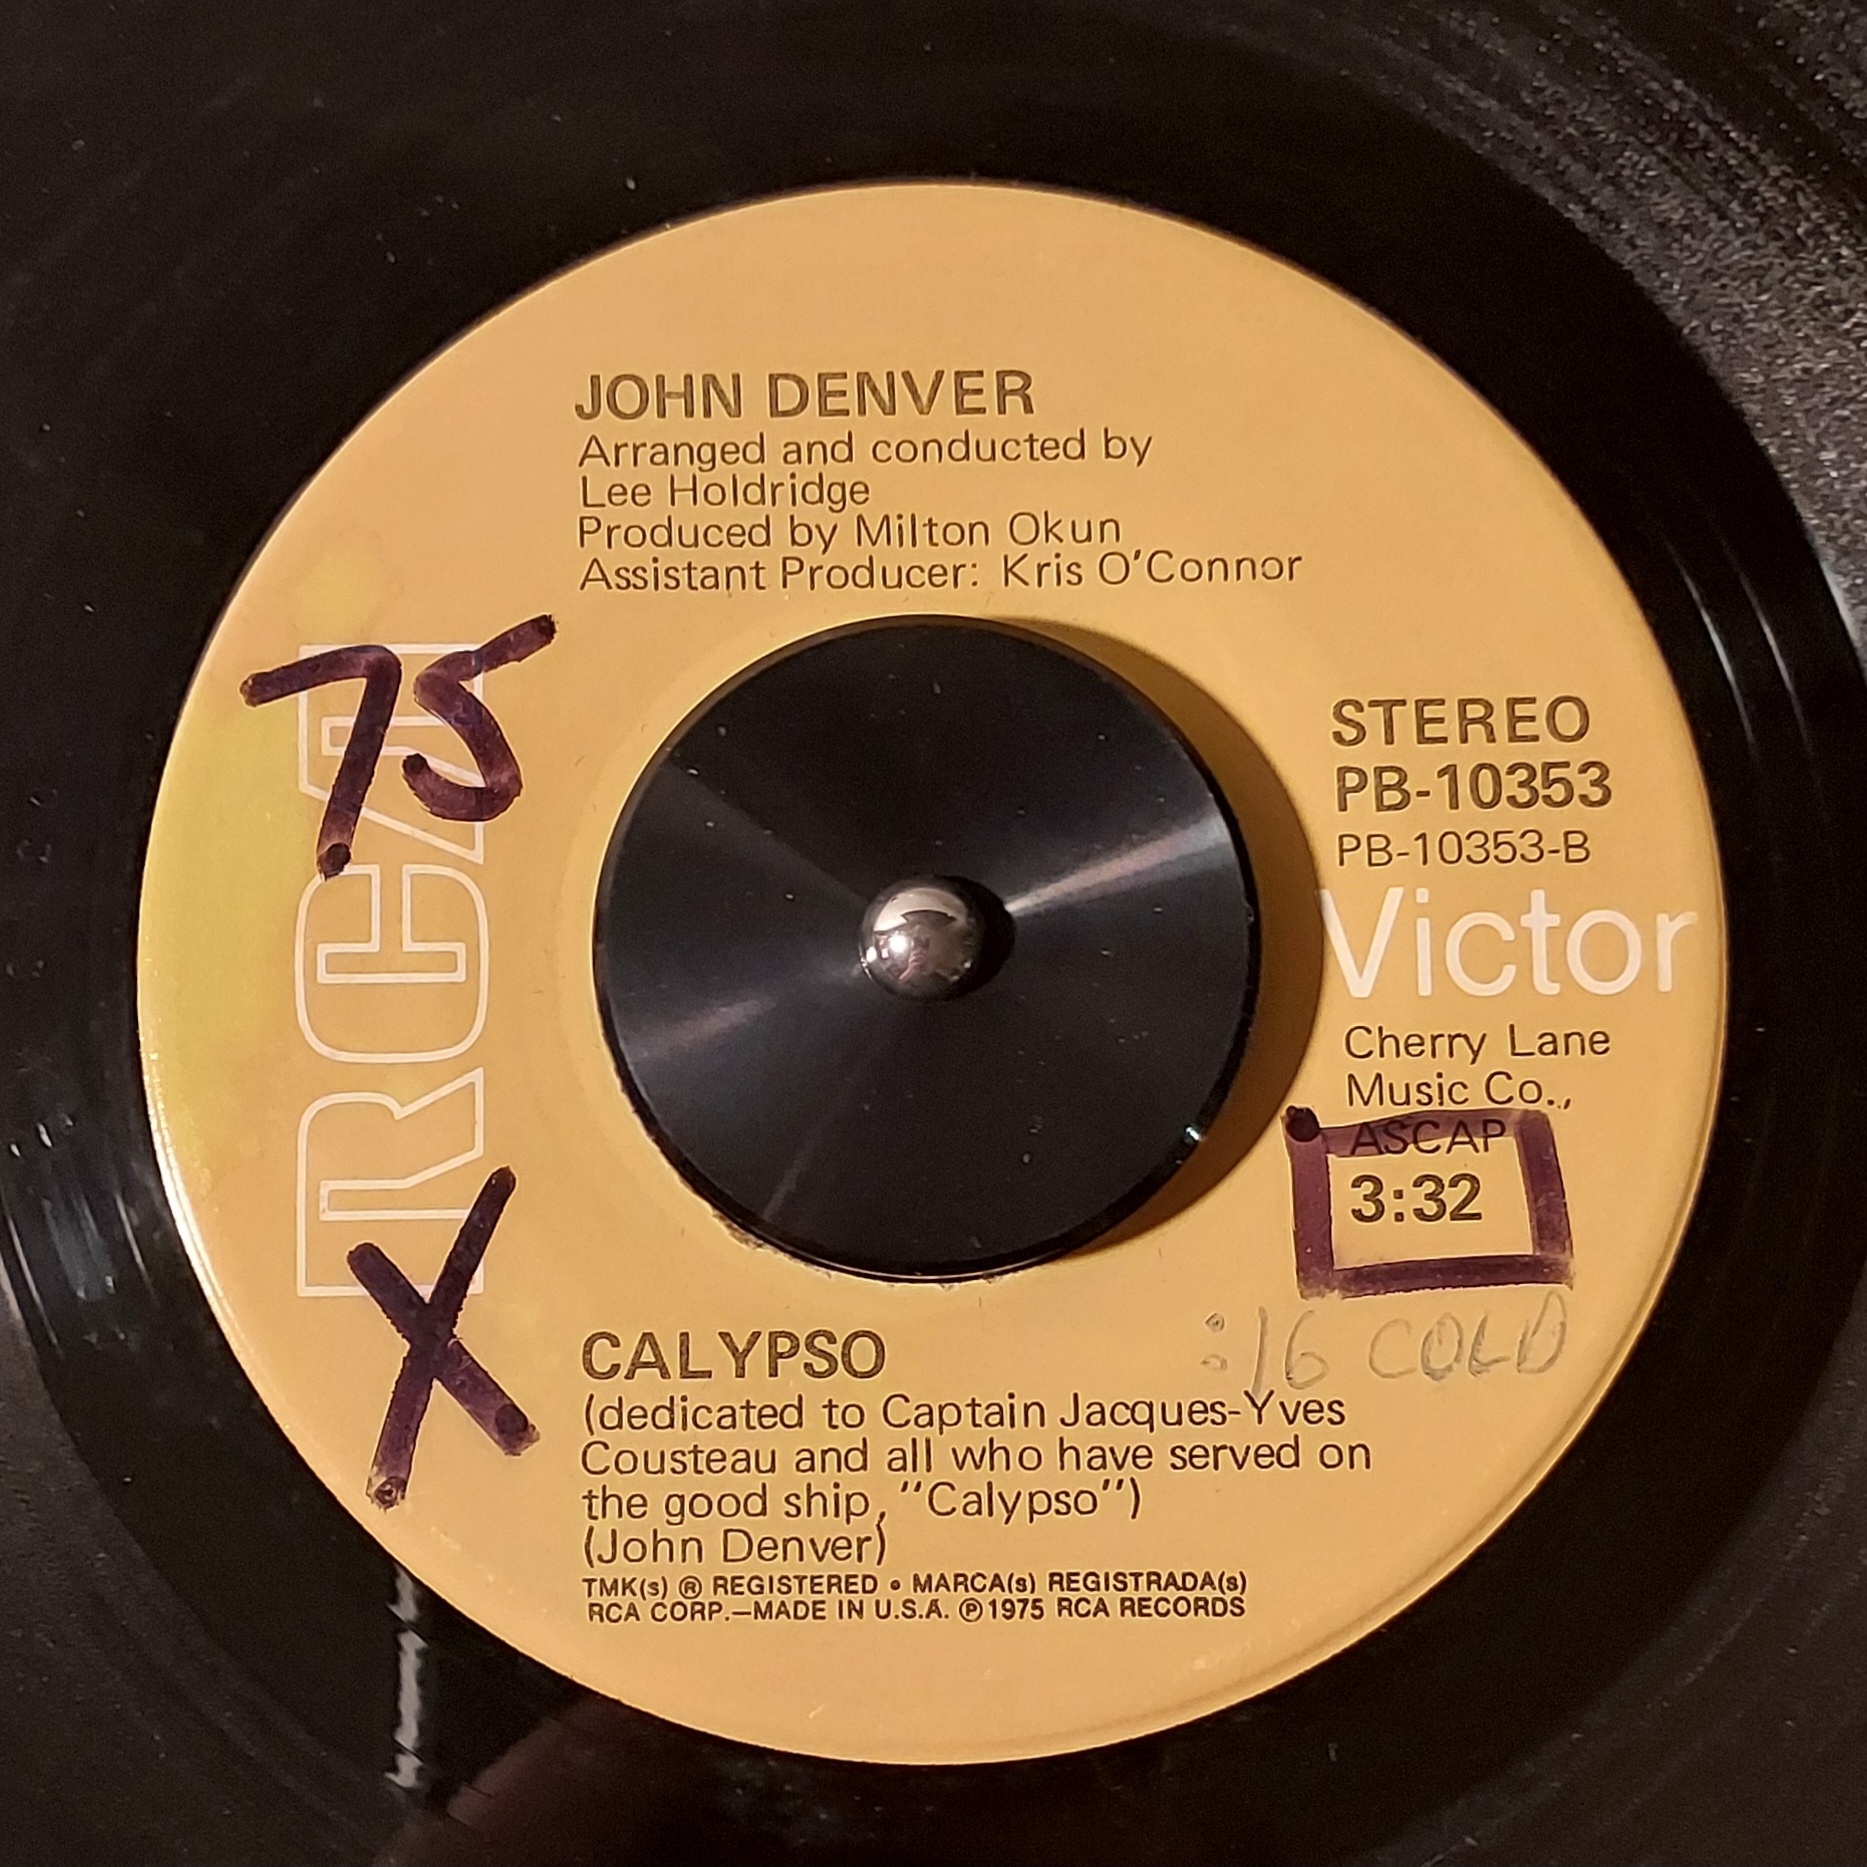 JOHN DENVER
Arranged and conducted by
Lee Holdridge
Produced by Milton Okun
Assistant Producer: Kris O'Connor
75
RCA
X
STEREO
PB-10353
PB-10353-B
Victor
Cherry Lane
Music Co.,
ASCAP
3:32
:16 COLD
CALYPSO
(dedicated to Captain Jacques-Yves
Cousteau and all who have served on
the good ship, "Calypso")
(John Denver)
TMK(s) ® REGISTERED • MARCA(s) REGISTRADA(s)
RCA CORP.—MADE IN U.S.A. ℗1975 RCA RECORDS